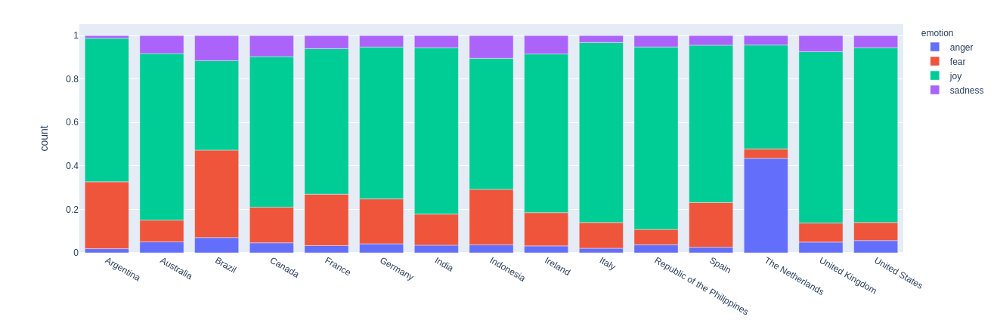 emotion
anger
fear
joy
sadness
count
1
0.8
0.6
0.4
0.2
0
Argentina
Australia
Brazil
Canada
France
Germany
India
Indonesia
Ireland
Italy
Republic of the Philippines
Spain
The Netherlands
United Kingdom
United States